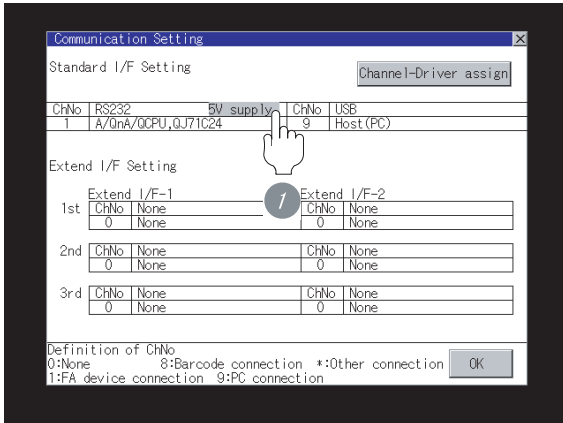 Communication Setting
Standard I/F Setting
Channel-Driver assign
ChNo RS232 5V supply ChNo USB
1 A/QnA/QCPU,QJ71C24 9 Host(PC)
Extend I/F Setting
1
Extend I/F-1 Extend I/F-2
1st ChNo None ChNo None
0 None 0 None
2nd ChNo None ChNo None
0 None 0 None
3rd ChNo None ChNo None
0 None 0 None
Definition of ChNo
0:None 8:Barcode connection *:Other connection OK
1:FA device connection 9:PC connection